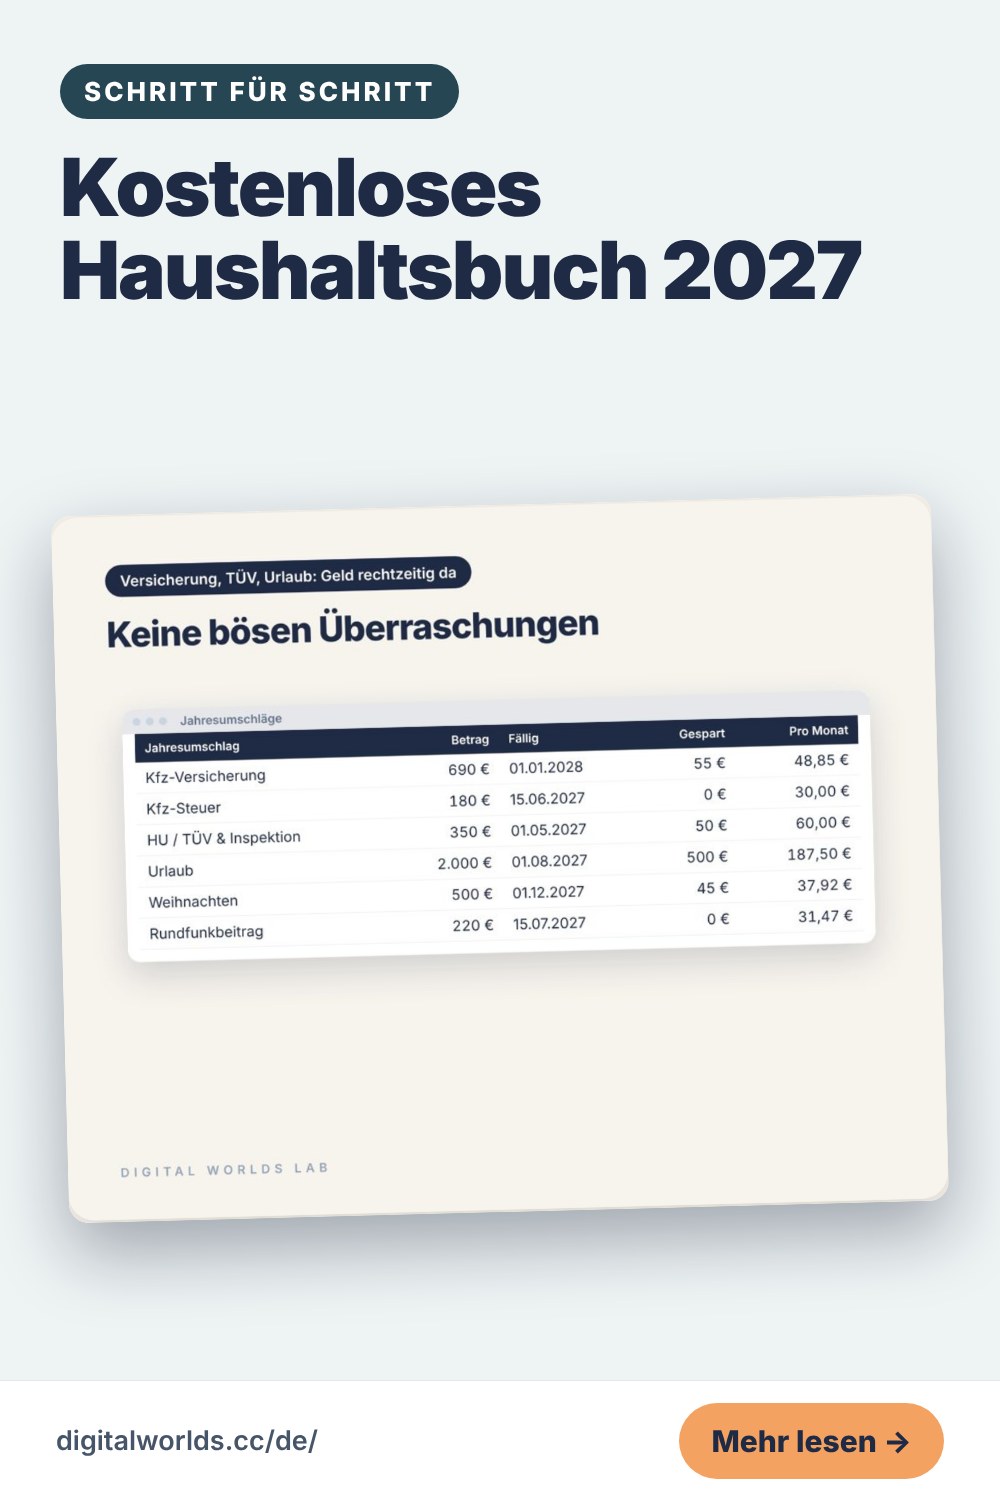 SCHRITT FÜR SCHRITT
Kostenloses
Haushaltsbuch 2027
Versicherung, TÜV, Urlaub: Geld rechtzeitig da
Keine bösen Überraschungen
Jahresumschläge
Jahresumschlag Betrag Fällig Gespart Pro Monat
Kfz-Versicherung 690 € 01.01.2028 55 € 48,85 €
Kfz-Steuer 180 € 15.06.2027 0 € 30,00 €
HU / TÜV & Inspektion 350 € 01.05.2027 50 € 60,00 €
Urlaub 2.000 € 01.08.2027 500 € 187,50 €
Weihnachten 500 € 01.12.2027 45 € 37,92 €
Rundfunkbeitrag 220 € 15.07.2027 0 € 31,47 €
DIGITAL WORLDS LAB
digitalworlds.cc/de/
Mehr lesen →